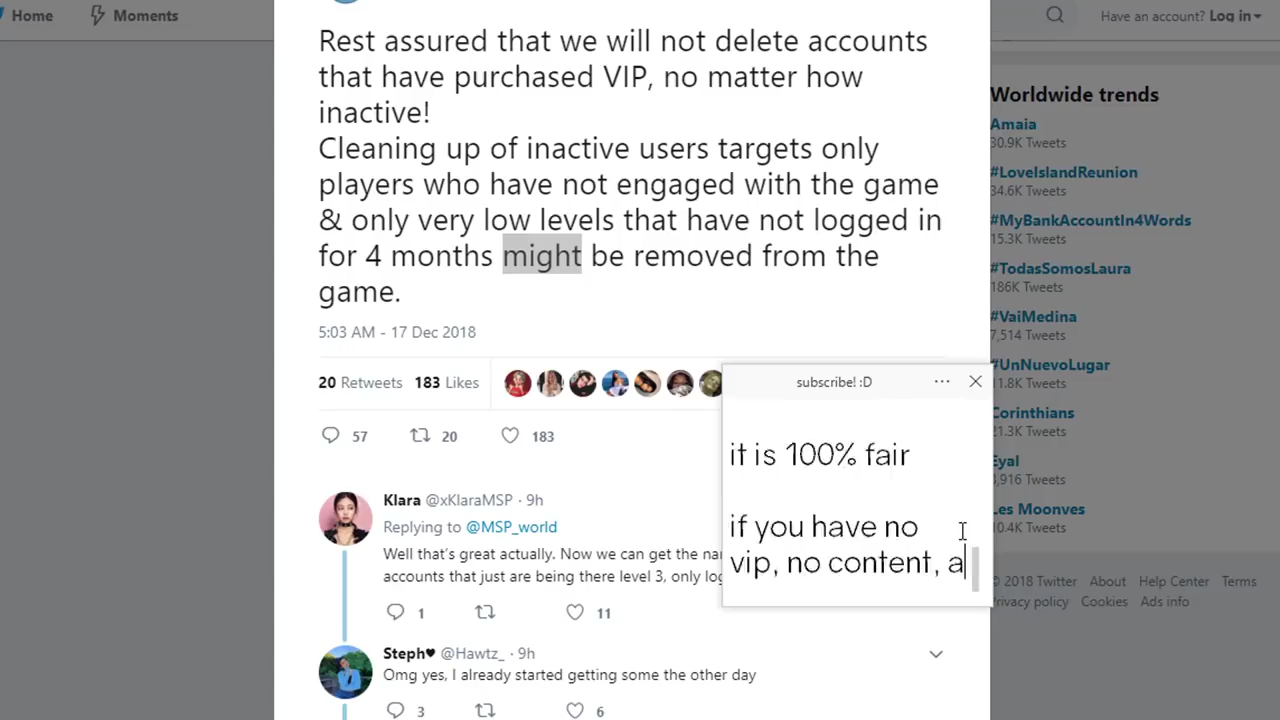 Home
Moments
Have an account? Log in
Rest assured that we will not delete accounts
that have purchased VIP, no matter how
inactive!
Cleaning up of inactive users targets only
players who have not engaged with the game
& only very low levels that have not logged in
for 4 months might be removed from the
game.
5:03 AM - 17 Dec 2018
20 Retweets 183 Likes
57 20 183
Klara @xKlaraMSP · 9h
Replying to @MSP_world
Well that's great actually. Now we can get the
accounts that just are being there level 3, only
1 11
Steph♥ @Hawtz_ · 9h
Omg yes, I already started getting some the other day
3 6
subscribe! :D
it is 100% fair
if you have no
vip, no content, a
Worldwide trends
Amaia
30.9K Tweets
#LoveIslandReunion
34.6K Tweets
#MyBankAccountIn4Words
15.3K Tweets
#TodasSomosLaura
186K Tweets
#VaiMedina
7,514 Tweets
#UnNuevoLugar
11.8K Tweets
Corinthians
21.3K Tweets
Eyal
3,916 Tweets
Les Moonves
10.4K Tweets
© 2018 Twitter About Help Center Terms
Privacy policy Cookies Ads info